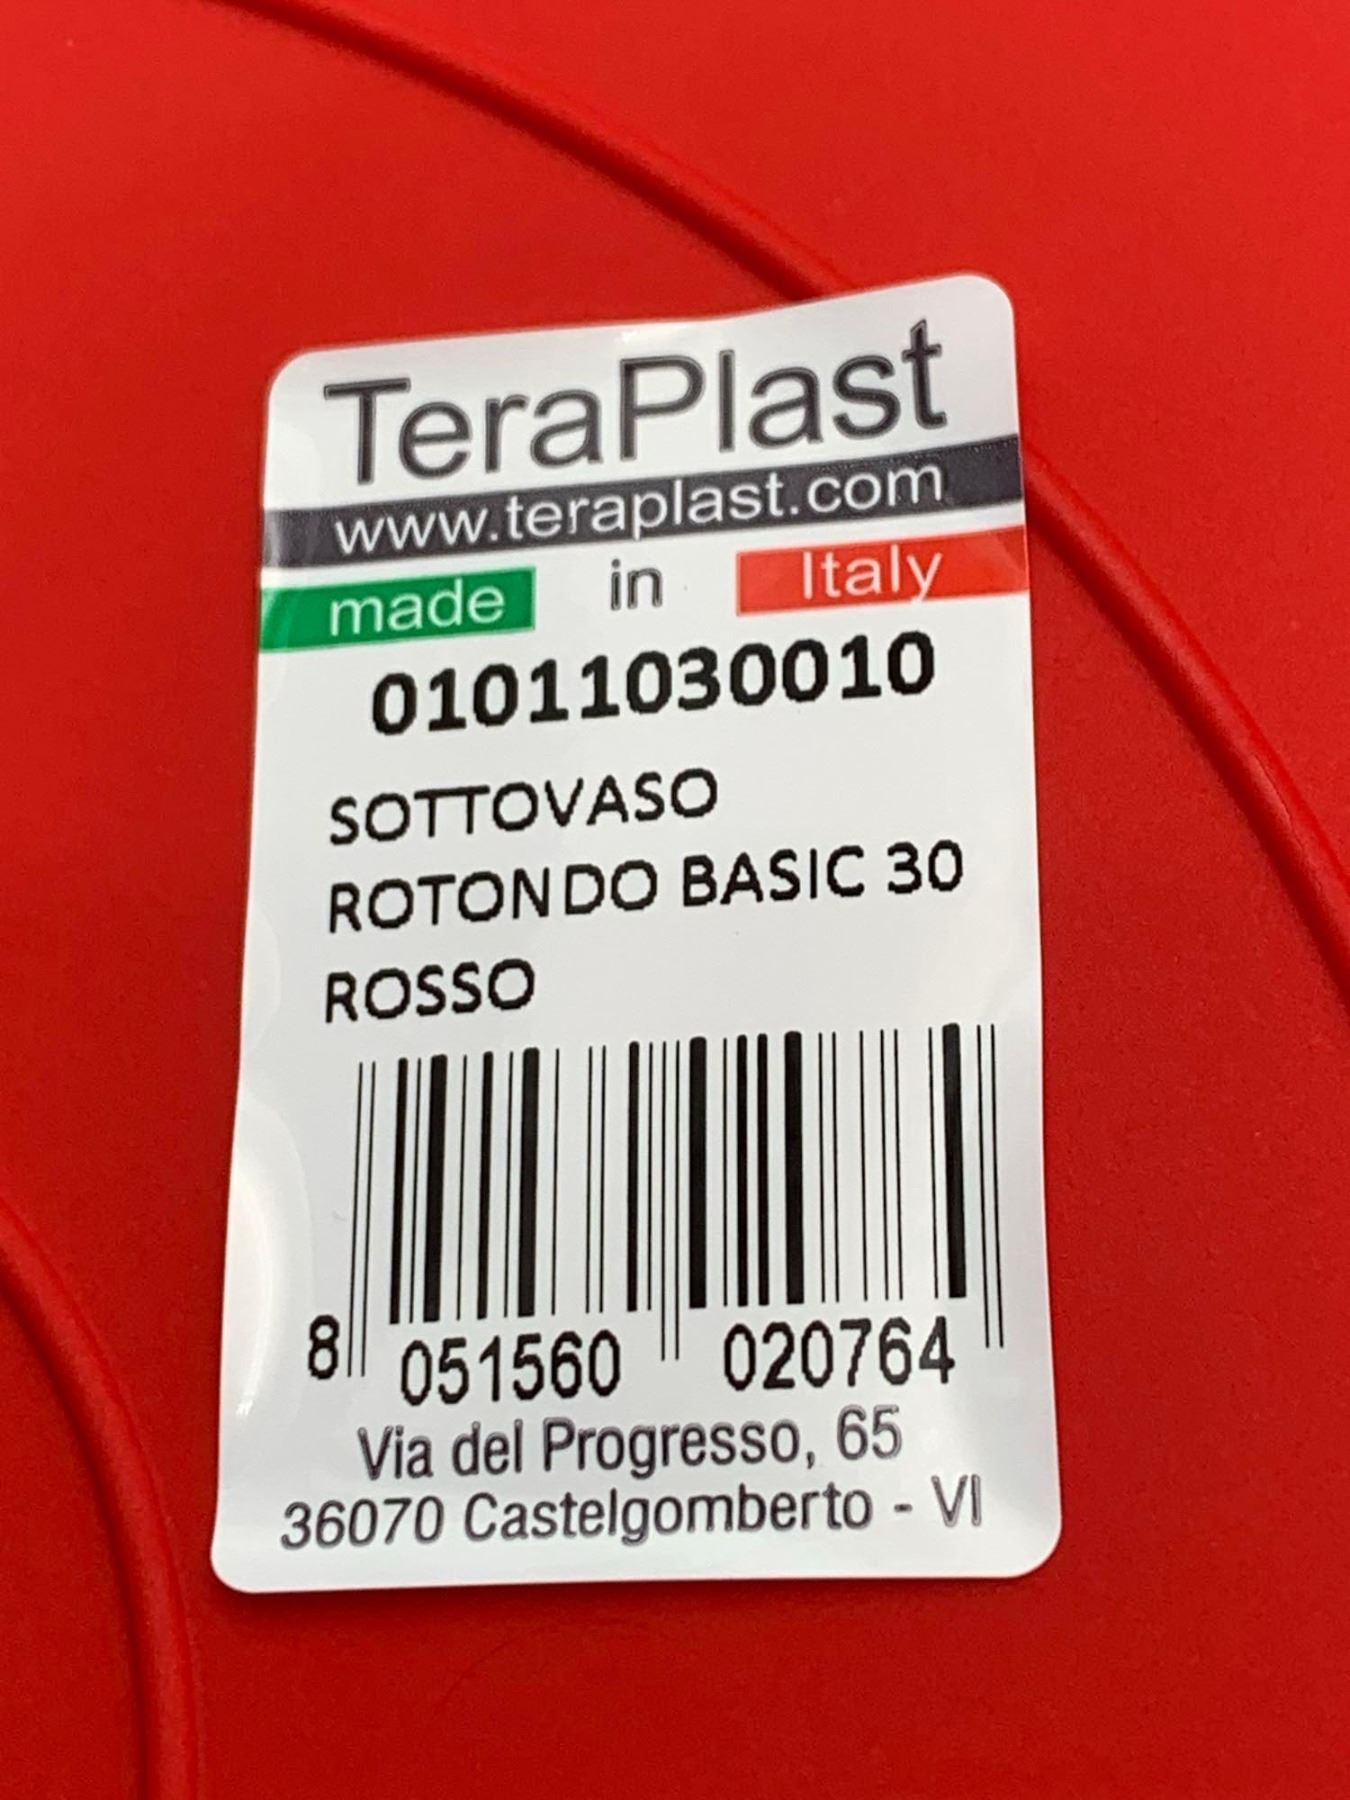 TeraPlast
www.teraplast.com
made in Italy
01011030010
SOTTOVASO
ROTONDO BASIC 30
ROSSO
8 051560 020764
Via del Progresso, 65
36070 Castelgomberto - VI